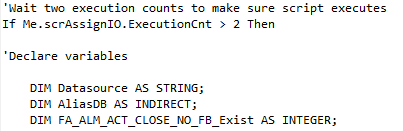 'Wait two execution counts to make sure script executes
If Me.scrAssignIO.ExecutionCnt > 2 Then
'Declare variables
DIM Datasource AS STRING;
DIM AliasDB AS INDIRECT;
DIM FA_ALM_ACT_CLOSE_NO_FB_Exist AS INTEGER;